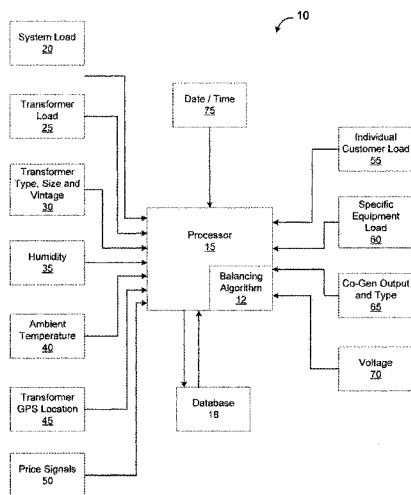 10
System Load
20
Transformer
Load
25
Transformer
Type, Size and
Vintage
30
Humidity
35
Ambient
Temperature
40
Transformer
GPS Location
45
Price Signals
50
Date / Time
75
Processor
15
Balancing
Algorithm
12
Database
18
Individual
Customer Load
55
Specific
Equipment
Load
60
Co-Gen Output
and Type
65
Voltage
70